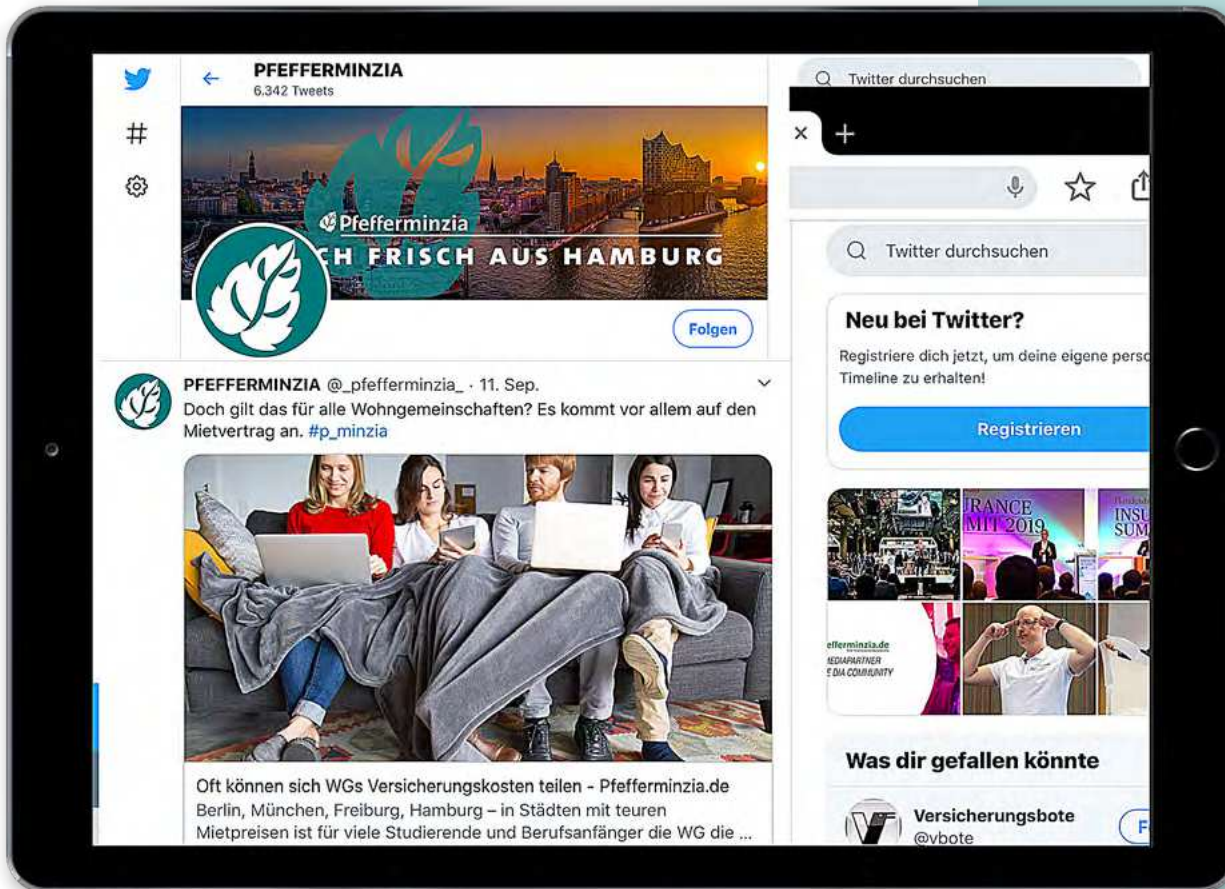 PFEFFERMINZIA
6.342 Tweets
Pfefferminzia
CH FRISCH AUS HAMBURG
Folgen
PFEFFERMINZIA @_pfefferminzia_ · 11. Sep.
Doch gilt das für alle Wohngemeinschaften? Es kommt vor allem auf den
Mietvertrag an. #p_minzia
Oft können sich WGs Versicherungskosten teilen - Pfefferminzia.de
Berlin, München, Freiburg, Hamburg – in Städten mit teuren
Mietpreisen ist für viele Studierende und Berufsanfänger die WG die ...
Twitter durchsuchen
Twitter durchsuchen
Neu bei Twitter?
Registriere dich jetzt, um deine eigene perso
Timeline zu erhalten!
Registrieren
URANCE
MIT 2019
INSU
SUM
efferminzia.de
MEDIAPARTNER
E DIA COMMUNITY
Was dir gefallen könnte
Versicherungsbote
@vbote
F